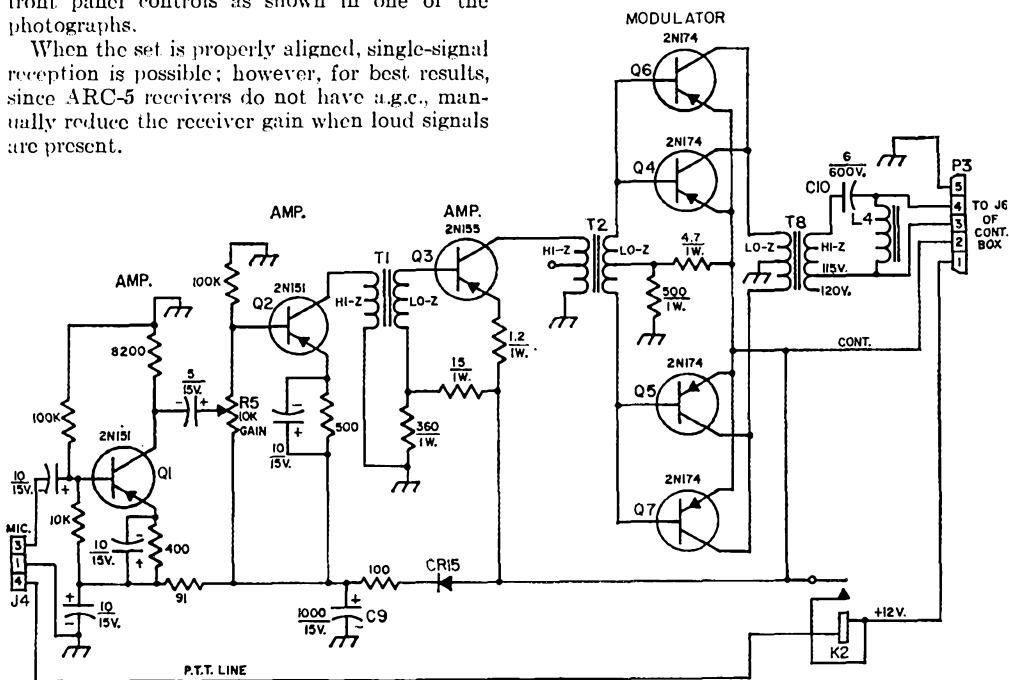 front panel controls as shown in one of the
photographs.
When the set is properly aligned, single-signal
reception is possible; however, for best results,
since ARC-5 receivers do not have a.g.c., man-
ually reduce the receiver gain when loud signals
are present.
MODULATOR
2N174
Q6
2N174
Q4
6
600V.
C10
P3
5
4
3
2
1
TO J6
OF
CONT.
BOX
L4
AMP.
AMP.
2N155
Q3
T1
HI-Z
LO-Z
T2
HI-Z
LO-Z
4.7
1W.
500
1W.
T8
LO-Z
HI-Z
115V.
120V.
CONT.
AMP.
100K
Q2
2N151
8200
1.2
1W.
15
1W.
360
1W.
2N174
Q5
100K
5
15V.
- +
R5
10K
GAIN
10
15V.
- +
500
2N151
Q1
10
15V.
- +
10K
2N174
Q7
MIC.
3
1
4
J4
10
15V.
- +
400
91
100
CR15
10
15V.
+ -
1000
15V.
+ -
C9
+12V.
K2
P.T.T. LINE